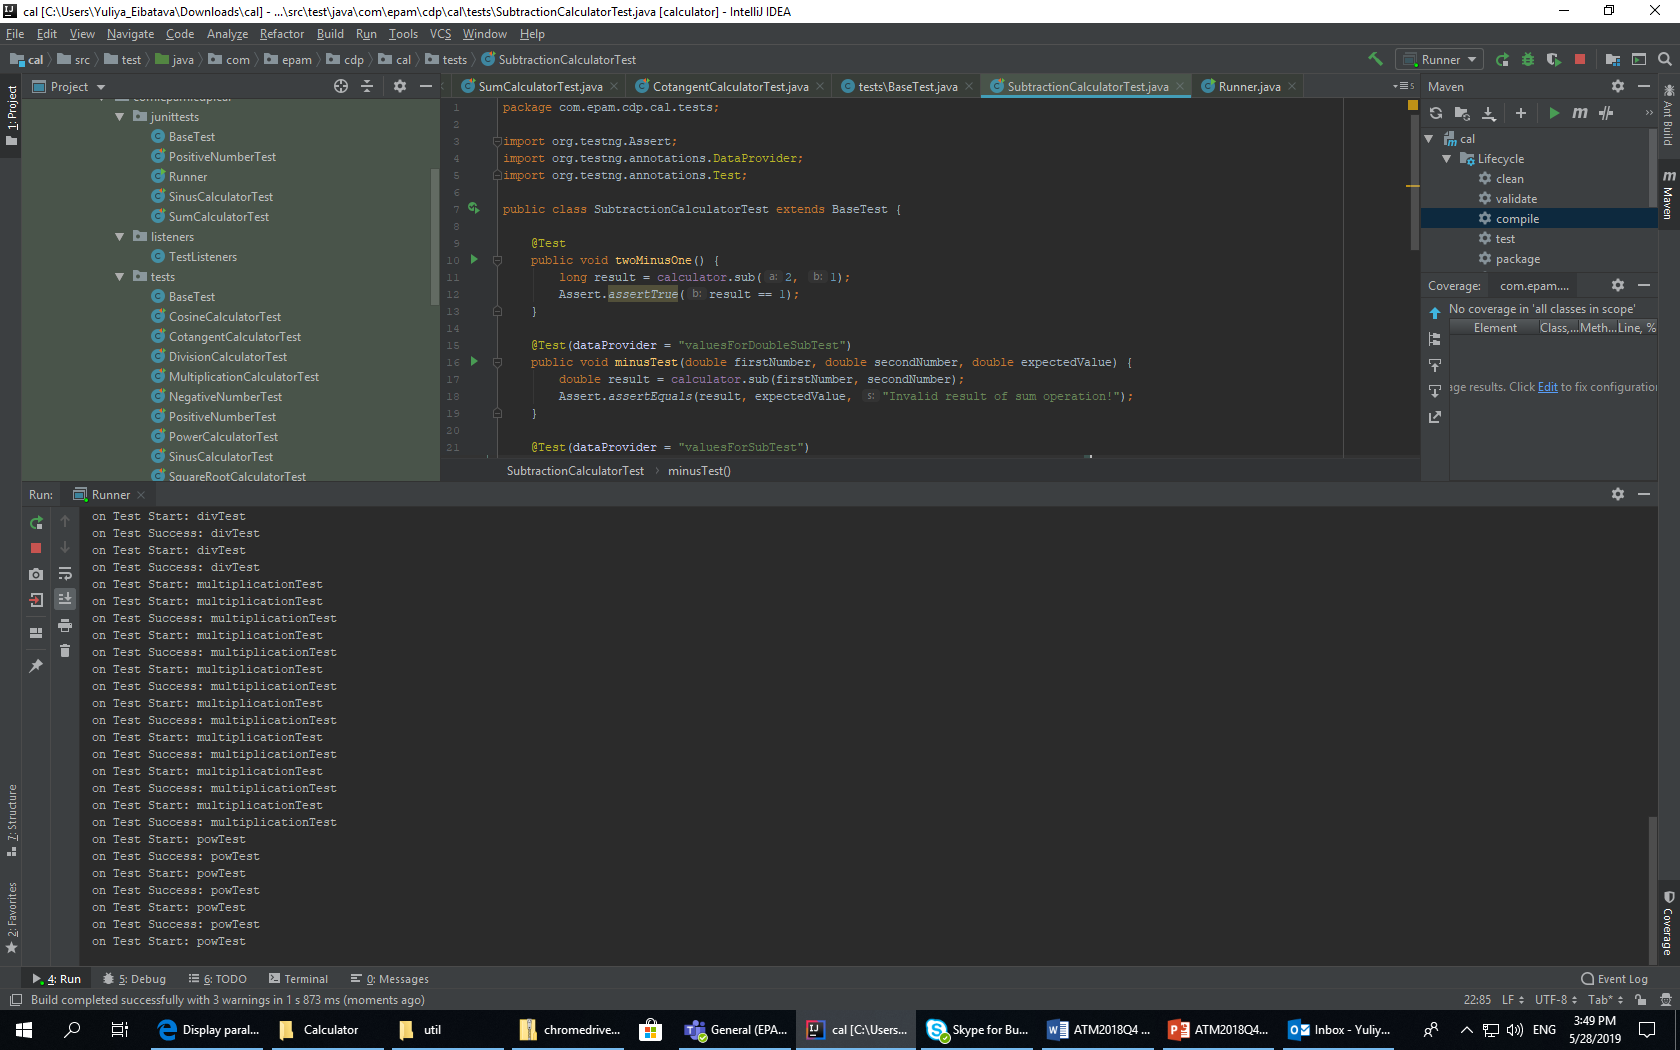 cal [C:\Users\Yuliya_Eibatava\Downloads\cal] - ...\src\test\java\com\epam\cdp\cal\tests\SubtractionCalculatorTest.java [calculator] - IntelliJ IDEA
File Edit View Navigate Code Analyze Refactor Build Run Tools VCS Window Help
cal src test java com epam cdp cal tests SubtractionCalculatorTest
Runner
1: Project
Project
junittests
BaseTest
PositiveNumberTest
Runner
SinusCalculatorTest
SumCalculatorTest
listeners
TestListeners
tests
BaseTest
CosineCalculatorTest
CotangentCalculatorTest
DivisionCalculatorTest
MultiplicationCalculatorTest
NegativeNumberTest
PositiveNumberTest
PowerCalculatorTest
SinusCalculatorTest
SquareRootCalculatorTest
SumCalculatorTest.java CotangentCalculatorTest.java tests\BaseTest.java SubtractionCalculatorTest.java Runner.java
5
1 package com.epam.cdp.cal.tests;
2
3 import org.testng.Assert;
4 import org.testng.annotations.DataProvider;
5 import org.testng.annotations.Test;
6
7 public class SubtractionCalculatorTest extends BaseTest {
8
9 @Test
10 public void twoMinusOne() {
11 long result = calculator.sub( a: 2, b: 1);
12 Assert.assertTrue( b: result == 1);
13 }
14
15 @Test(dataProvider = "valuesForDoubleSubTest")
16 public void minusTest(double firstNumber, double secondNumber, double expectedValue) {
17 double result = calculator.sub(firstNumber, secondNumber);
18 Assert.assertEquals(result, expectedValue, s: "Invalid result of sum operation!");
19 }
20
21 @Test(dataProvider = "valuesForSubTest")
SubtractionCalculatorTest minusTest()
Maven
m
»
cal
Lifecycle
clean
validate
compile
test
package
Coverage: com.epam....
No coverage in 'all classes in scope'
Element Class,... Meth... Line, %
age results. Click Edit to fix configuratio
Ant Build
m Maven
Coverage
Run: Runner
on Test Start: divTest
on Test Success: divTest
on Test Start: divTest
on Test Success: divTest
on Test Start: multiplicationTest
on Test Start: multiplicationTest
on Test Success: multiplicationTest
on Test Start: multiplicationTest
on Test Success: multiplicationTest
on Test Start: multiplicationTest
on Test Success: multiplicationTest
on Test Start: multiplicationTest
on Test Success: multiplicationTest
on Test Start: multiplicationTest
on Test Success: multiplicationTest
on Test Start: multiplicationTest
on Test Success: multiplicationTest
on Test Start: multiplicationTest
on Test Success: multiplicationTest
on Test Start: powTest
on Test Success: powTest
on Test Start: powTest
on Test Success: powTest
on Test Start: powTest
on Test Success: powTest
on Test Start: powTest
7: Structure
2: Favorites
4: Run 5: Debug 6: TODO Terminal 0: Messages Event Log
Build completed successfully with 3 warnings in 1 s 873 ms (moments ago) 22:85 LF UTF-8 Tab*
Display paral... Calculator util chromedrive... General (EPA... cal [C:\Users... Skype for Bu... ATM2018Q4 ... ATM2018Q4... Inbox - Yuliy... ENG
3:49 PM
5/28/2019